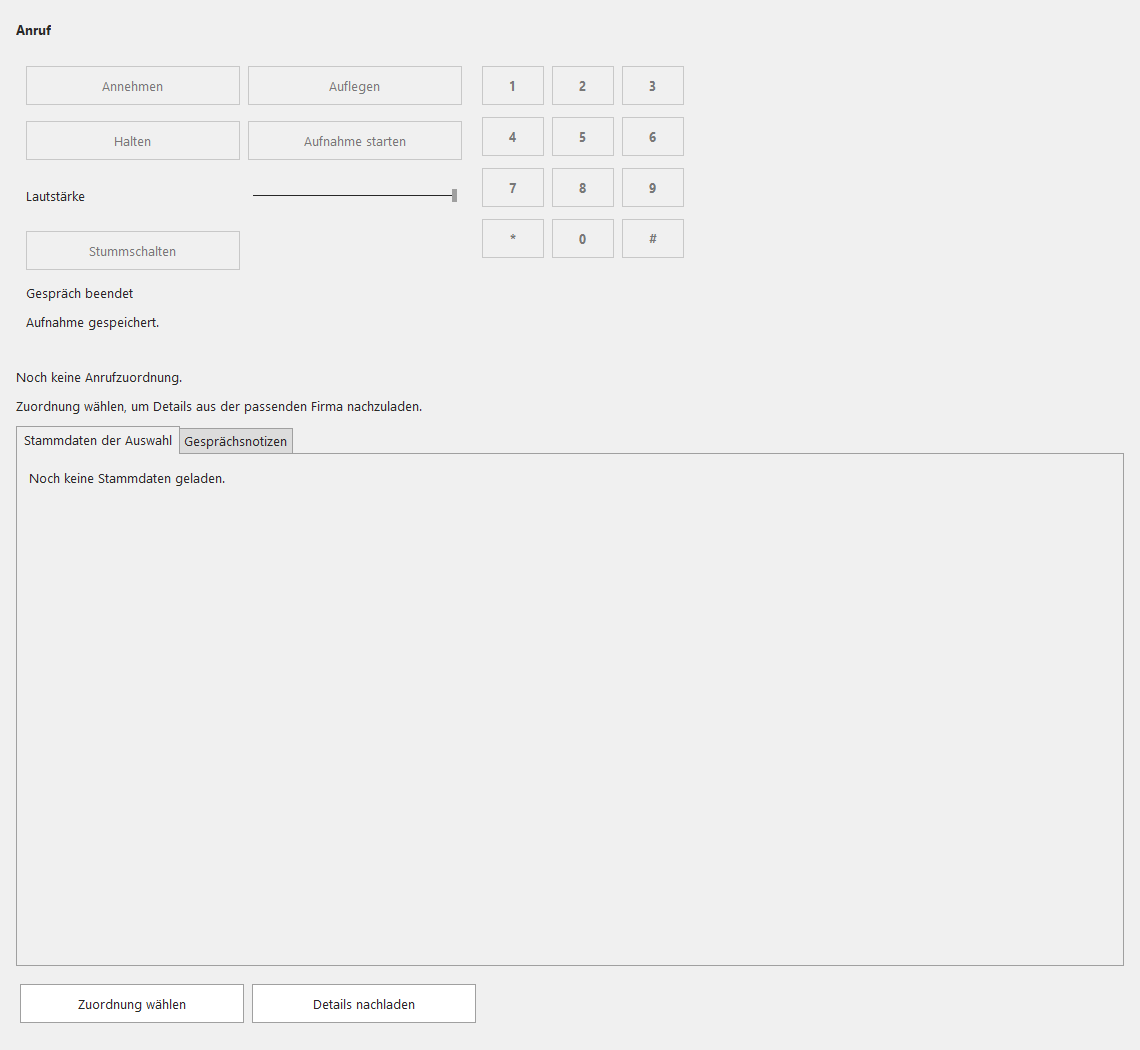 Anruf
Annehmen Auflegen 1 2 3
Halten Aufnahme starten 4 5 6
Lautstärke 7 8 9
* 0 #
Stummschalten
Gespräch beendet
Aufnahme gespeichert.
Noch keine Anrufzuordnung.
Zuordnung wählen, um Details aus der passenden Firma nachzuladen.
Stammdaten der Auswahl Gesprächsnotizen
Noch keine Stammdaten geladen.
Zuordnung wählen Details nachladen